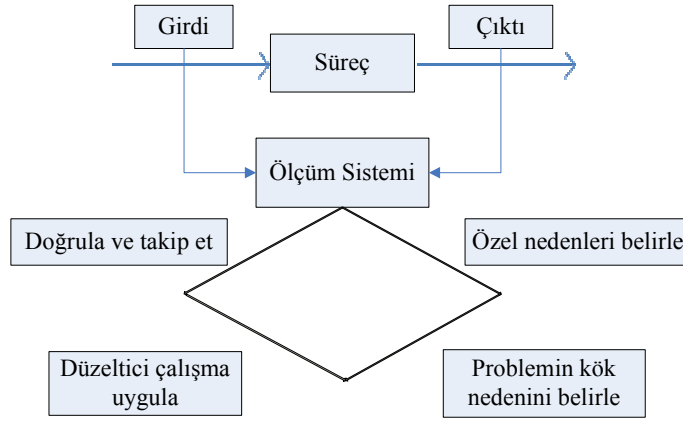 Girdi
Çıktı
Süreç
Ölçüm Sistemi
Doğrula ve takip et
Özel nedenleri belirle
Düzeltici çalışma
uygula
Problemin kök
nedenini belirle